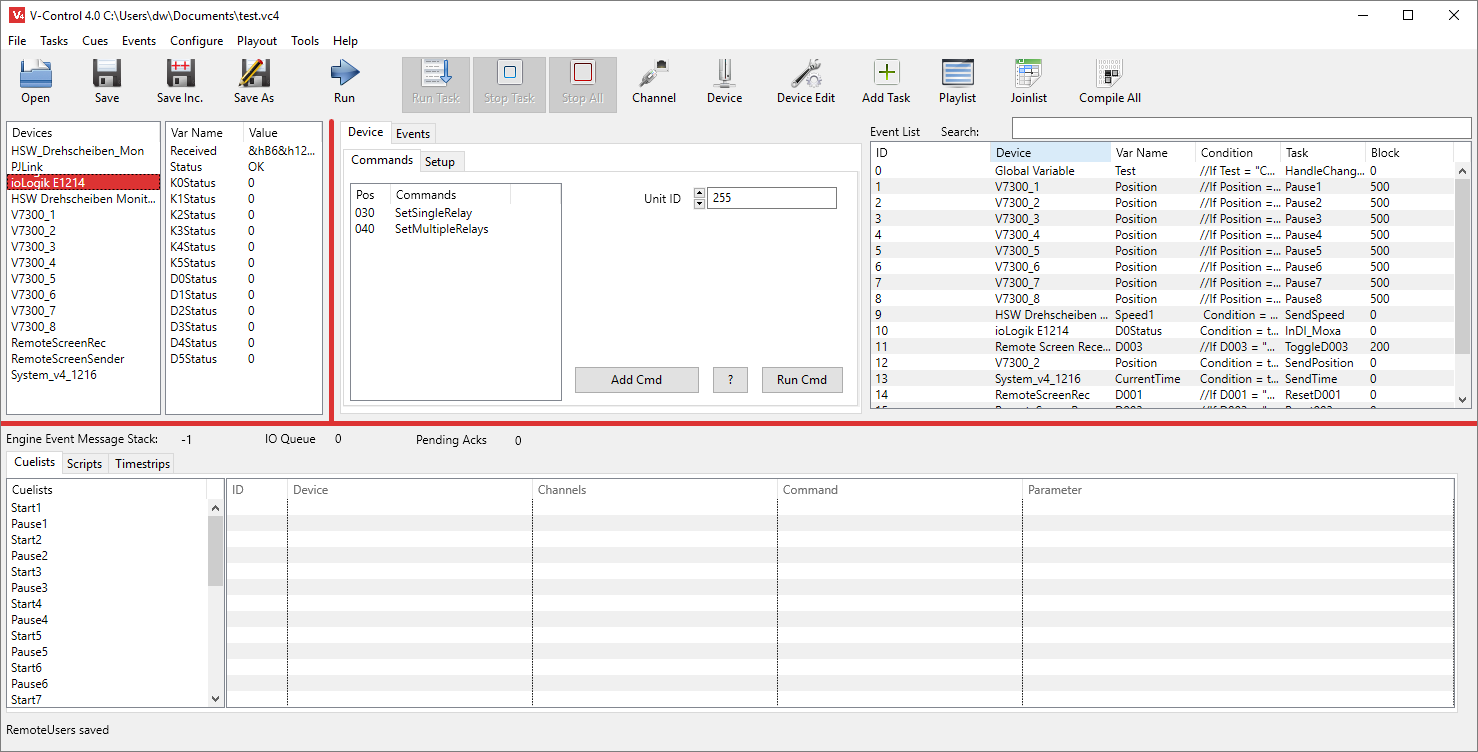 V4 V-Control 4.0 C:\Users\dw\Documents\test.vc4
File Tasks Cues Events Configure Playout Tools Help
Open Save Save Inc. Save As Run Run Task Stop Task Stop All Channel Device Device Edit Add Task Playlist Joinlist Compile All
Devices
HSW_Drehscheiben_Mon
PJLink
ioLogik E1214
HSW Drehscheiben Monit...
V7300_1
V7300_2
V7300_3
V7300_4
V7300_5
V7300_6
V7300_7
V7300_8
RemoteScreenRec
RemoteScreenSender
System_v4_1216
Var Name Value
Received &hB6&h12...
Status OK
K0Status 0
K1Status 0
K2Status 0
K3Status 0
K4Status 0
K5Status 0
D0Status 0
D1Status 0
D2Status 0
D3Status 0
D4Status 0
D5Status 0
Device Events
Commands Setup
Pos Commands
030 SetSingleRelay
040 SetMultipleRelays
Unit ID 255
Add Cmd ? Run Cmd
Event List Search:
ID Device Var Name Condition Task Block
0 Global Variable Test //If Test = "C... HandleChang... 0
1 V7300_1 Position //If Position =... Pause1 500
2 V7300_2 Position //If Position =... Pause2 500
3 V7300_3 Position //If Position =... Pause3 500
4 V7300_4 Position //If Position =... Pause4 500
5 V7300_5 Position //If Position =... Pause5 500
6 V7300_6 Position //If Position =... Pause6 500
7 V7300_7 Position //If Position =... Pause7 500
8 V7300_8 Position //If Position =... Pause8 500
9 HSW Drehscheiben ... Speed1 Condition = ... SendSpeed 0
10 ioLogik E1214 D0Status Condition = t... InDI_Moxa 0
11 Remote Screen Rece... D003 //If D003 = "... ToggleD003 200
12 V7300_2 Position Condition = t... SendPosition 0
13 System_v4_1216 CurrentTime Condition = t... SendTime 0
14 RemoteScreenRec D001 //If D001 = "... ResetD001 0
Engine Event Message Stack: -1 IO Queue 0 Pending Acks 0
Cuelists Scripts Timestrips
Cuelists
Start1
Pause1
Start2
Pause2
Start3
Pause3
Start4
Pause4
Start5
Pause5
Start6
Pause6
Start7
ID Device Channels Command Parameter
RemoteUsers saved